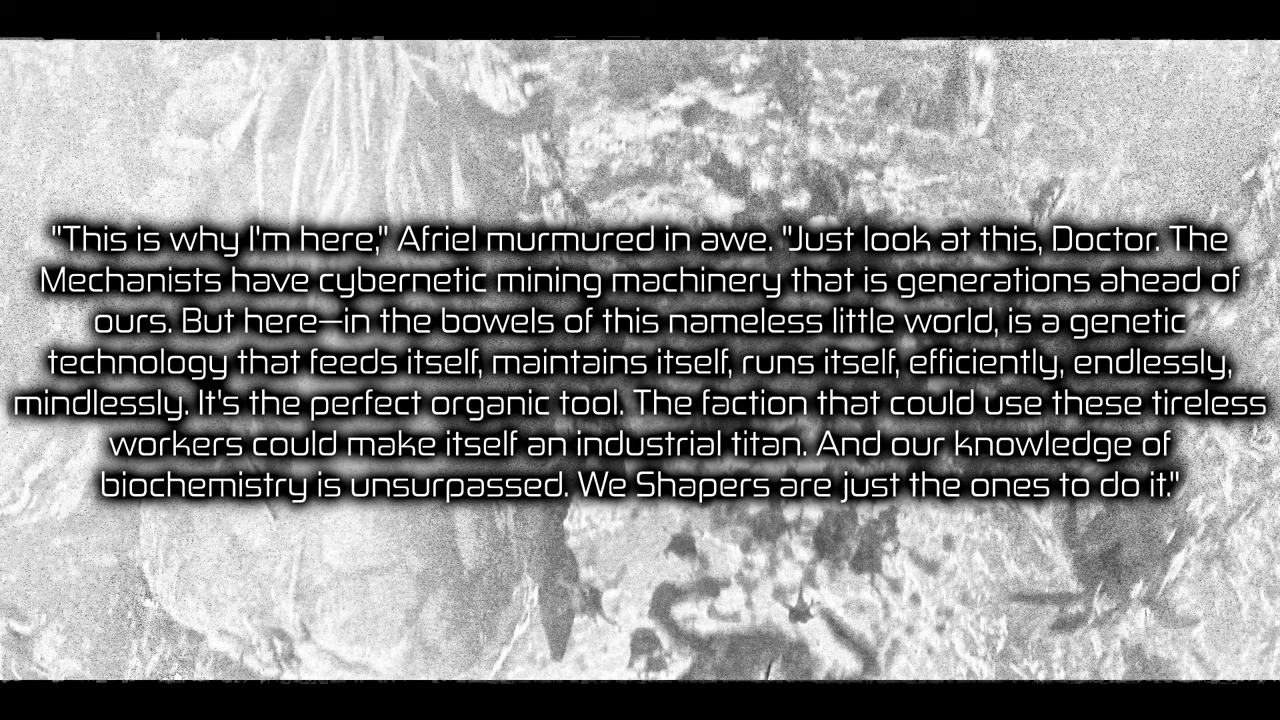 "This is why I'm here," Afriel murmured in awe. "Just look at this, Doctor. The
Mechanists have cybernetic mining machinery that is generations ahead of
ours. But here—in the bowels of this nameless little world, is a genetic
technology that feeds itself, maintains itself, runs itself, efficiently, endlessly,
mindlessly. It's the perfect organic tool. The faction that could use these tireless
workers could make itself an industrial titan. And our knowledge of
biochemistry is unsurpassed. We Shapers are just the ones to do it."